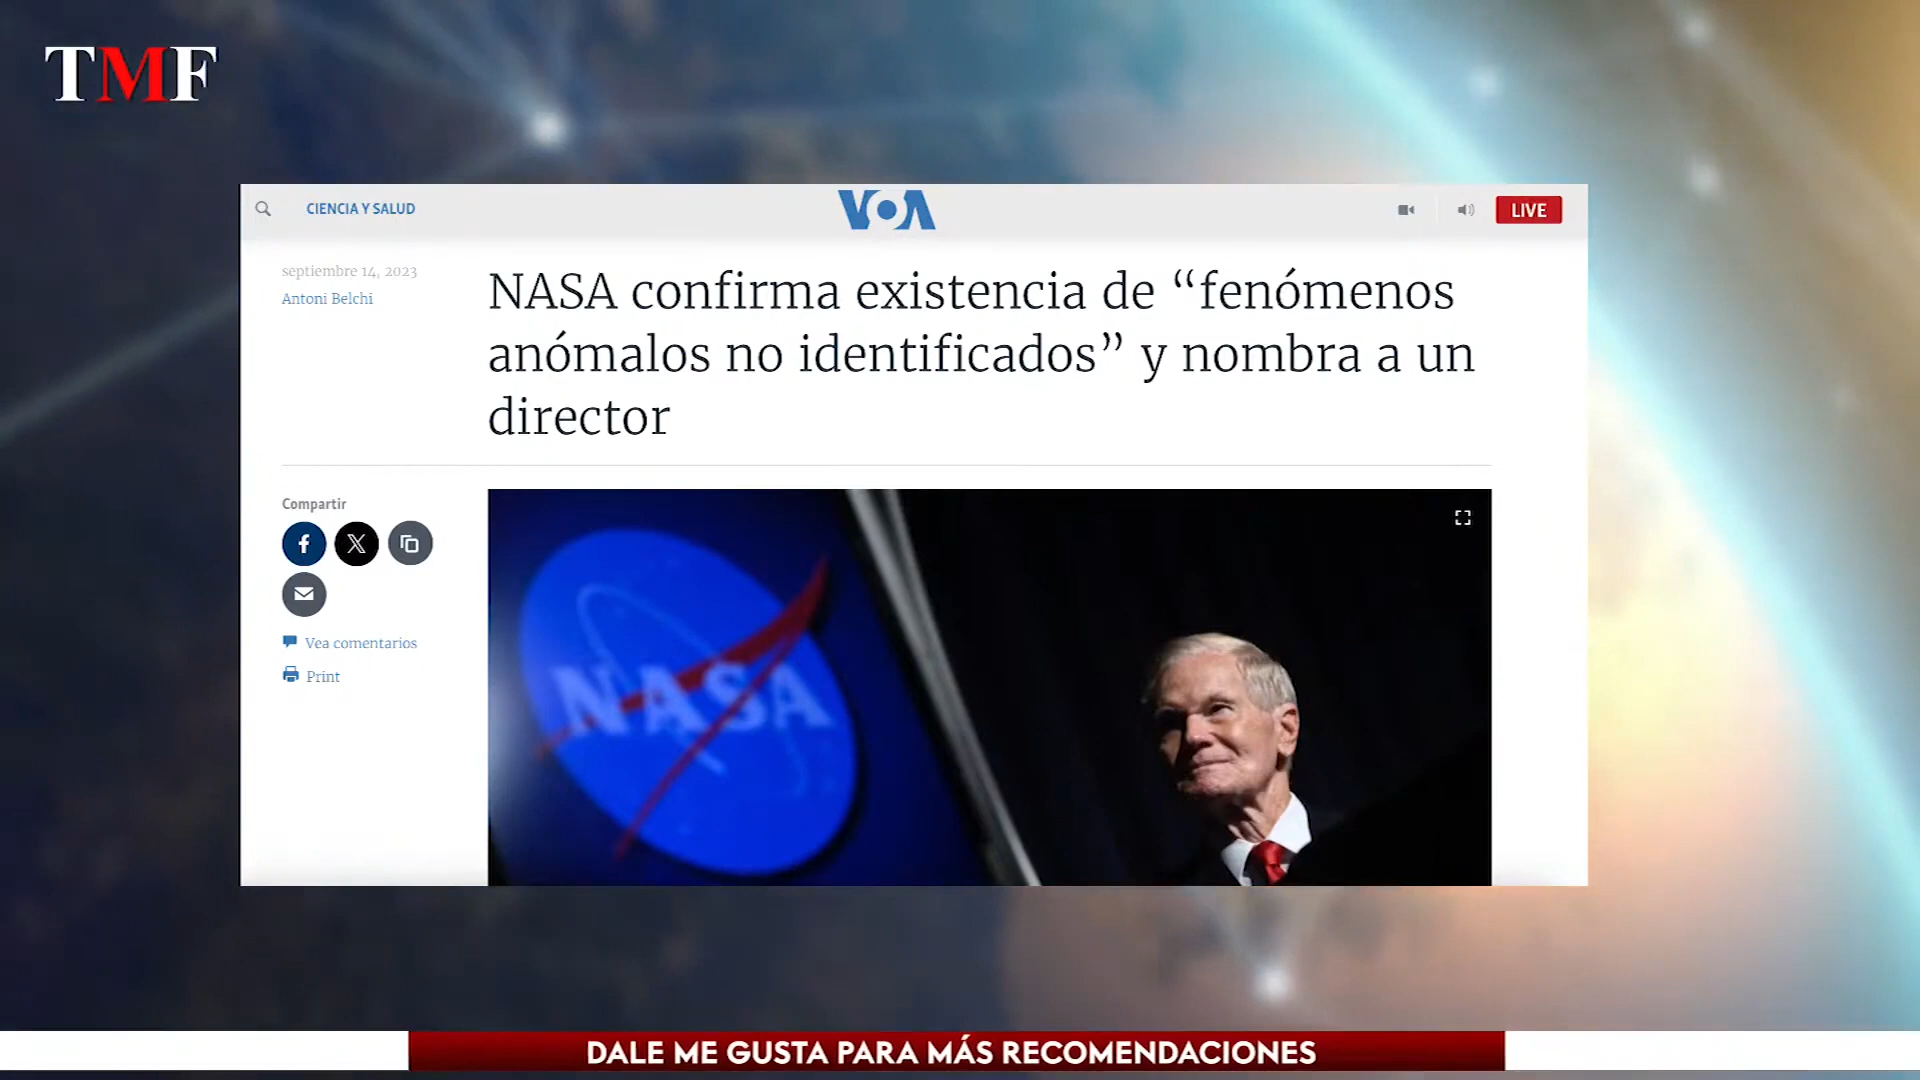 TMF
CIENCIA Y SALUD
VOA
LIVE
septiembre 14, 2023
Antoni Belchi
NASA confirma existencia de “fenómenos
anómalos no identificados” y nombra a un
director
Compartir
Vea comentarios
Print
NASA
DALE ME GUSTA PARA MÁS RECOMENDACIONES